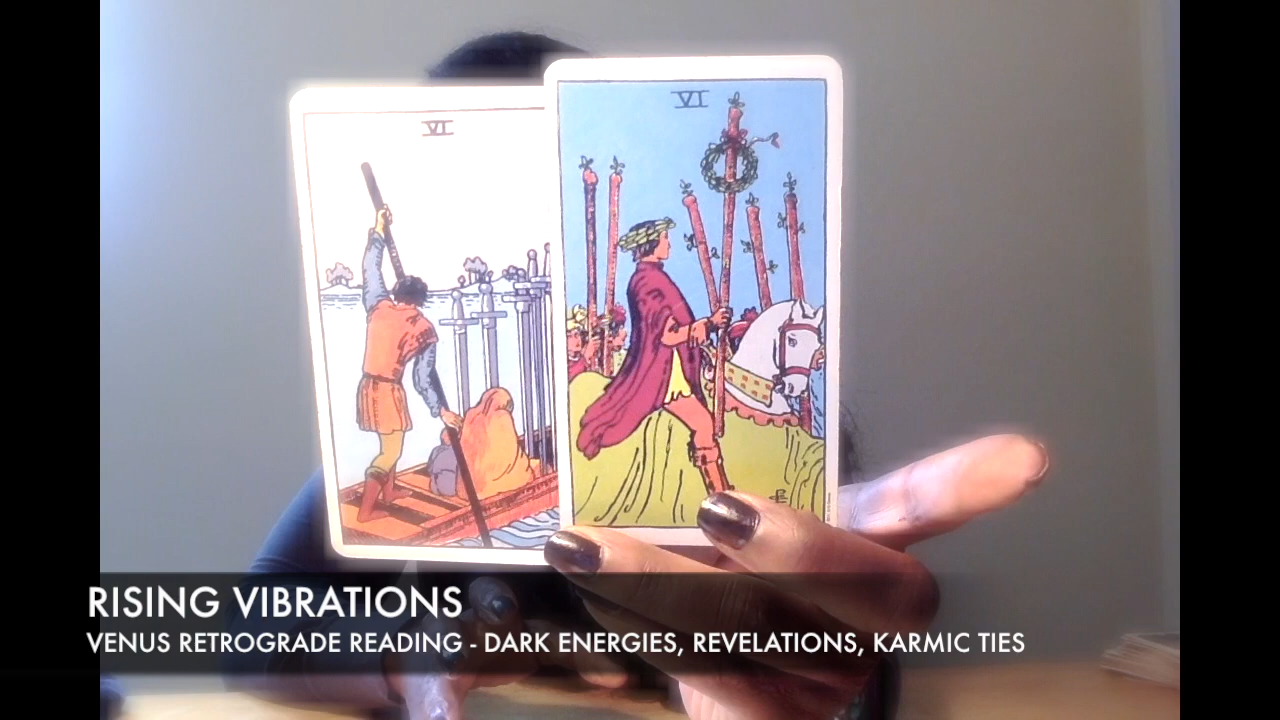 VI
VI
RISING VIBRATIONS
VENUS RETROGRADE READING - DARK ENERGIES, REVELATIONS, KARMIC TIES